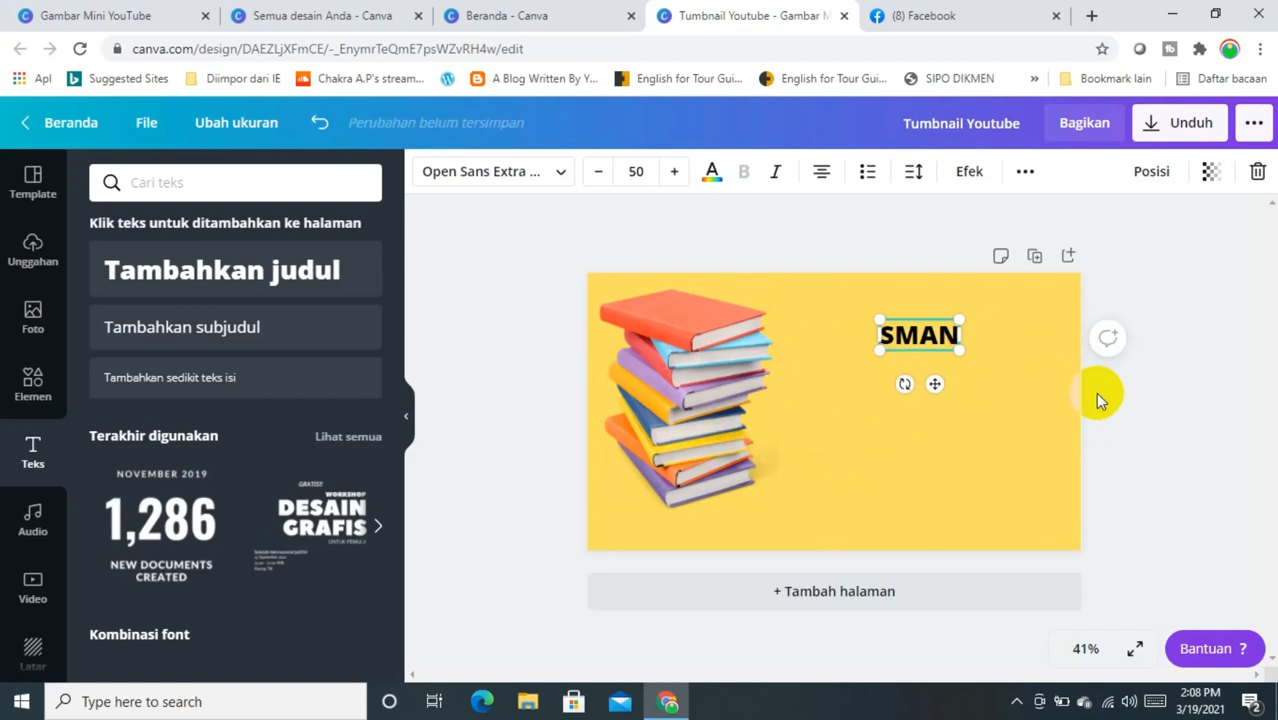 Gambar Mini YouTube
Semua desain Anda - Canva
Beranda - Canva
Tumbnail Youtube - Gambar M
(8) Facebook
canva.com/design/DAEZLjXFmCE/-_EnymrTeQmE7psWZvRH4w/edit
Apl
Suggested Sites
Diimpor dari IE
Chakra A.P's stream...
A Blog Written By Y...
English for Tour Gui...
English for Tour Gui...
SIPO DIKMEN
»
Bookmark lain
Daftar bacaan
Beranda
File
Ubah ukuran
Perubahan belum tersimpan
Tumbnail Youtube
Bagikan
Unduh
Template
Unggahan
Foto
Elemen
Teks
Audio
Video
Latar
Cari teks
Klik teks untuk ditambahkan ke halaman
Tambahkan judul
Tambahkan subjudul
Tambahkan sedikit teks isi
Terakhir digunakan
Lihat semua
NOVEMBER 2019
1,286
NEW DOCUMENTS
CREATED
GRATIS!
WORKSHOP
DESAIN
GRAFIS
Kombinasi font
Open Sans Extra ...
50
A
B
I
Efek
Posisi
SMAN
+ Tambah halaman
41%
Bantuan ?
Type here to search
2:08 PM
3/19/2021
2